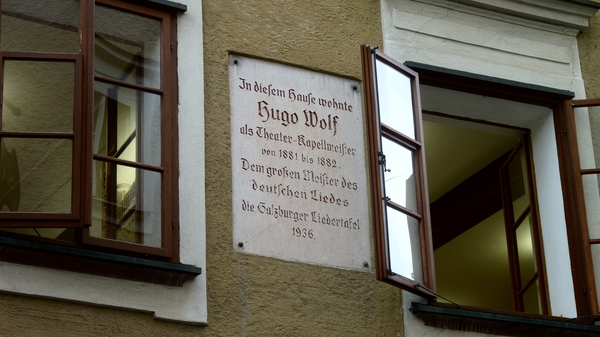 In diesem Hause wohnte
Hugo Wolf
als Theater-Kapellmeister
von 1881 bis 1882.
Dem großen Meister des
deutschen Liedes
die Salzburger Liedertafel
1936.